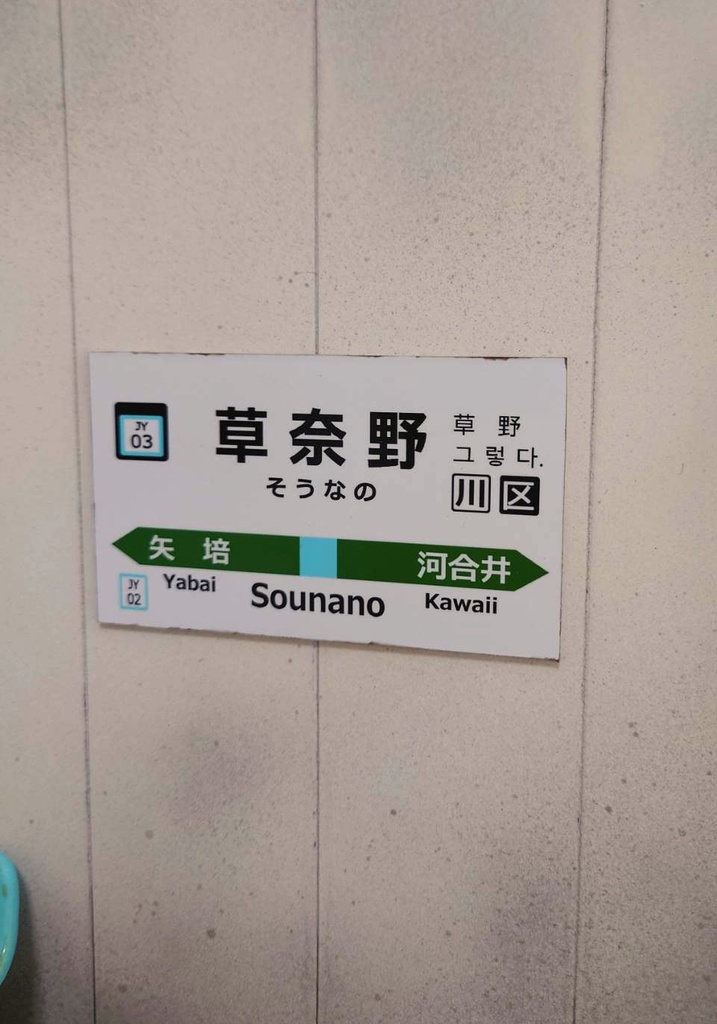 JY
03
草奈野
そうなの
草野
그렇다.
川区
矢培
河合井
JY
02
Yabai
Sounano
Kawaii